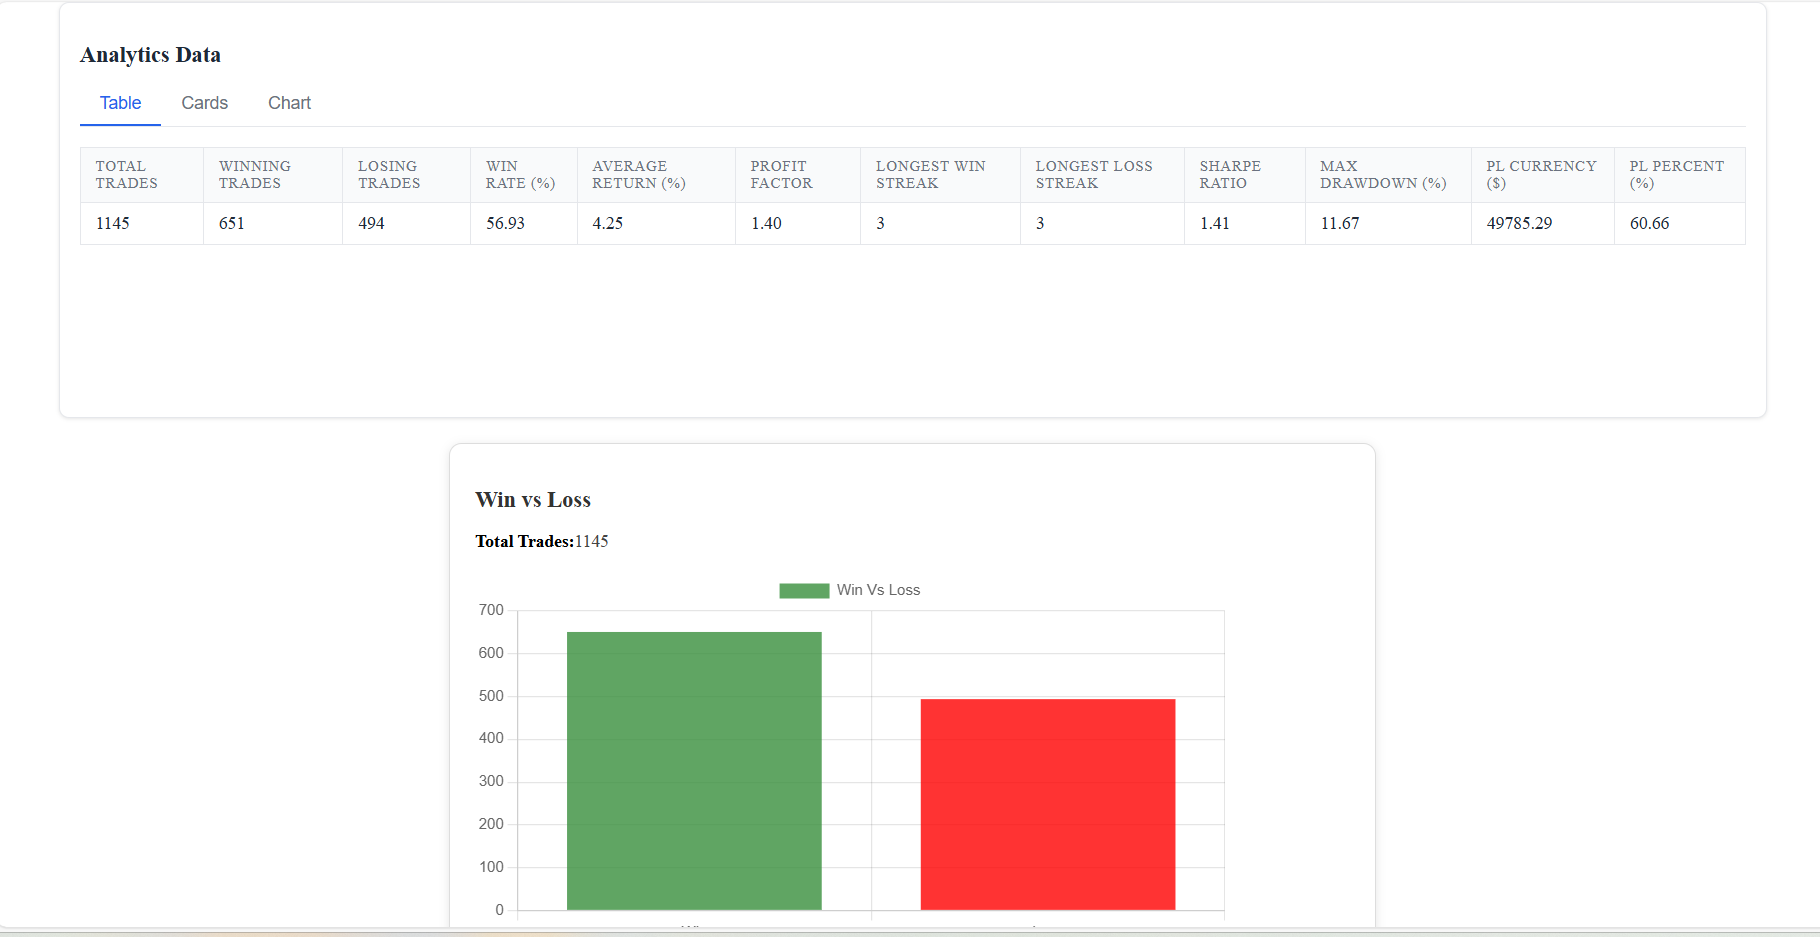 Analytics Data
Table Cards Chart
TOTAL TRADES WINNING TRADES LOSING TRADES WIN RATE (%) AVERAGE RETURN (%) PROFIT FACTOR LONGEST WIN STREAK LONGEST LOSS STREAK SHARPE RATIO MAX DRAWDOWN (%) PL CURRENCY ($) PL PERCENT (%)
1145 651 494 56.93 4.25 1.40 3 3 1.41 11.67 49785.29 60.66
Win vs Loss
Total Trades:1145
Win Vs Loss
700
600
500
400
300
200
100
0